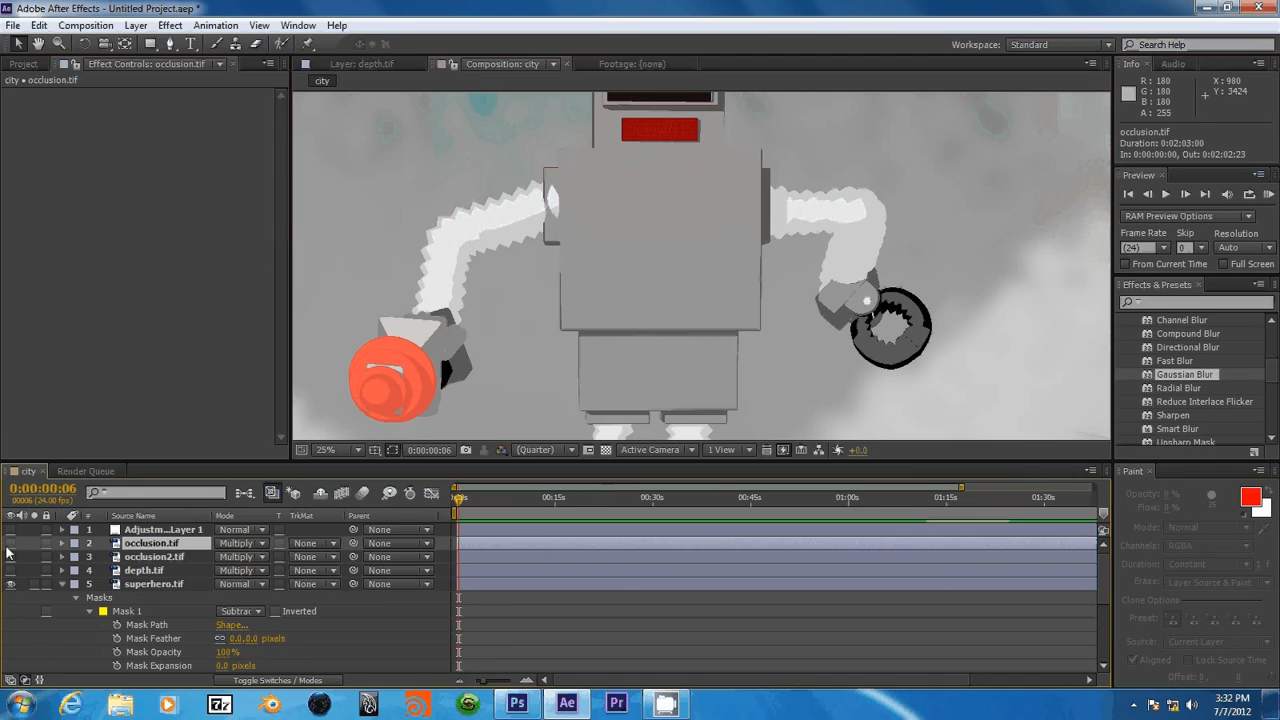 Adobe After Effects - Untitled Project.aep *
File Edit Composition Layer Effect Animation View Window Help
Workspace: Standard Search Help
Project Effect Controls: occlusion.tif Layer: depth.tif Composition: city Footage: (none) Info Audio
city • occlusion.tif
city
R: 180 X: 980
G: 180 Y: 3424
B: 180
A: 255
occlusion.tif
Duration: 0:02:03:00
In: 0:00:00:00, Out: 0:02:02:23
Preview
RAM Preview Options
Frame Rate Skip Resolution
(24) 0 Auto
From Current Time Full Screen
Effects & Presets
Channel Blur
Compound Blur
Directional Blur
Fast Blur
Gaussian Blur
Radial Blur
Reduce Interlace Flicker
Sharpen
Smart Blur
Unsharp Mask
25% 0:00:00:06 (Quarter) Active Camera 1 View +0.0
city Render Queue
0:00:00:06
00006 (24.00 fps)
00:15s 00:30s 00:45s 01:00s 01:15s 01:30s
# Source Name Mode T TrkMat Parent
1 Adjustm...Layer 1 Normal None
2 occlusion.tif Multiply None None
3 occlusion2.tif Multiply None None
4 depth.tif Multiply None None
5 superhero.tif Normal None None
Masks
Mask 1 Subtrac Inverted
Mask Path Shape...
Mask Feather 0.0,0.0 pixels
Mask Opacity 100%
Mask Expansion 0.0 pixels
Toggle Switches / Modes
Paint
Opacity: 0 %
Flow: 0 %
Mode: Normal
Channels: RGBA
Duration: Constant 1 f
Erase: Layer Source & Paint
Clone Options
Preset:
Source: Current Layer
Aligned Lock Source Time
Offset: 0, 0
Ps Ae Pr
3:32 PM
7/7/2012